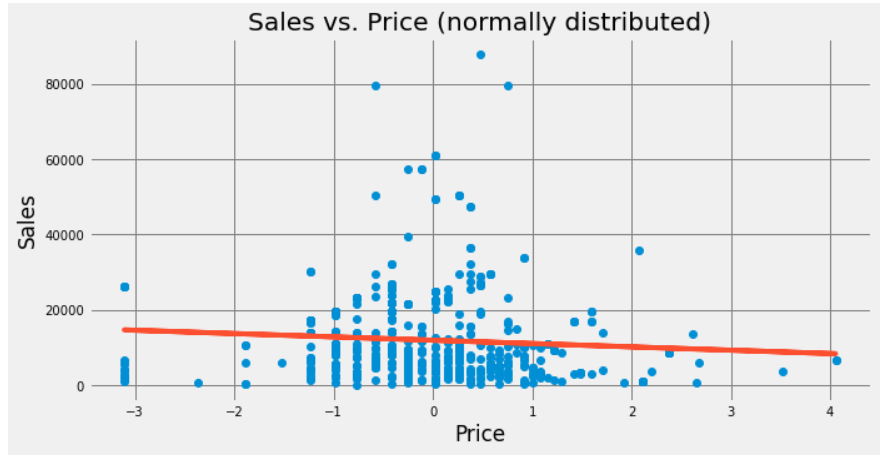 Sales vs. Price (normally distributed)
80000
60000
40000
20000
0
Sales
−3 −2 −1 0 1 2 3 4
Price